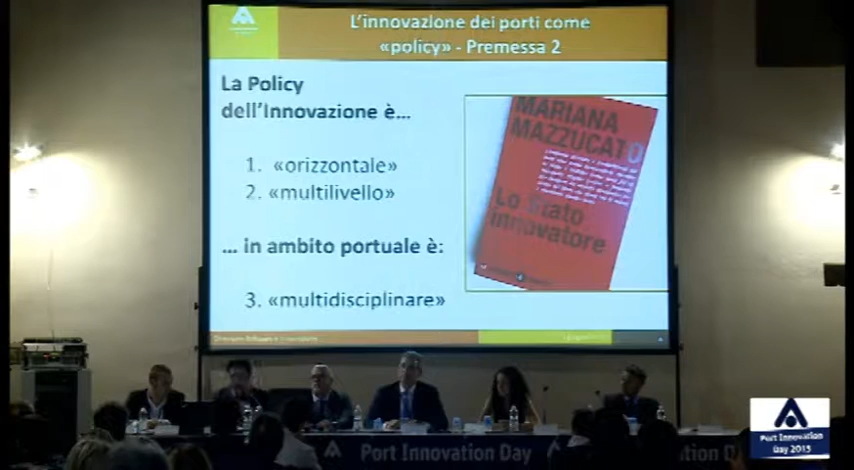 L'innovazione dei porti come
«policy» - Premessa 2
La Policy
dell'Innovazione è...
1. «orizzontale»
2. «multilivello»
... in ambito portuale è:
3. «multidisciplinare»
MARIANA
MAZZUCATO
Lo Stato
innovatore
Port Innovation Day
Port Innovation
Day 2015